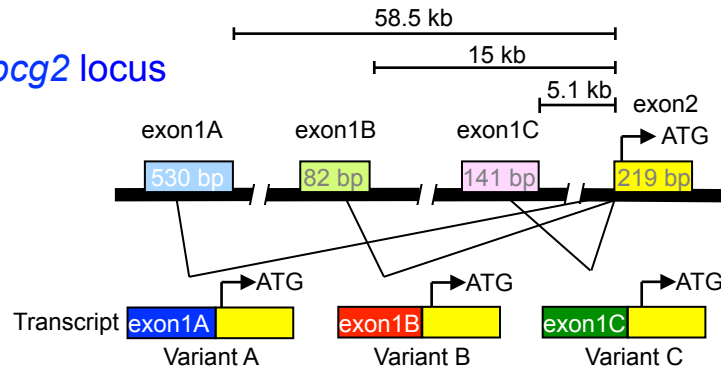 58.5 kb
bcg2 locus
15 kb
5.1 kb
exon1A exon1B exon1C exon2
ATG
530 bp 82 bp 141 bp 219 bp
ATG ATG ATG
Transcript exon1A exon1B exon1C
Variant A Variant B Variant C